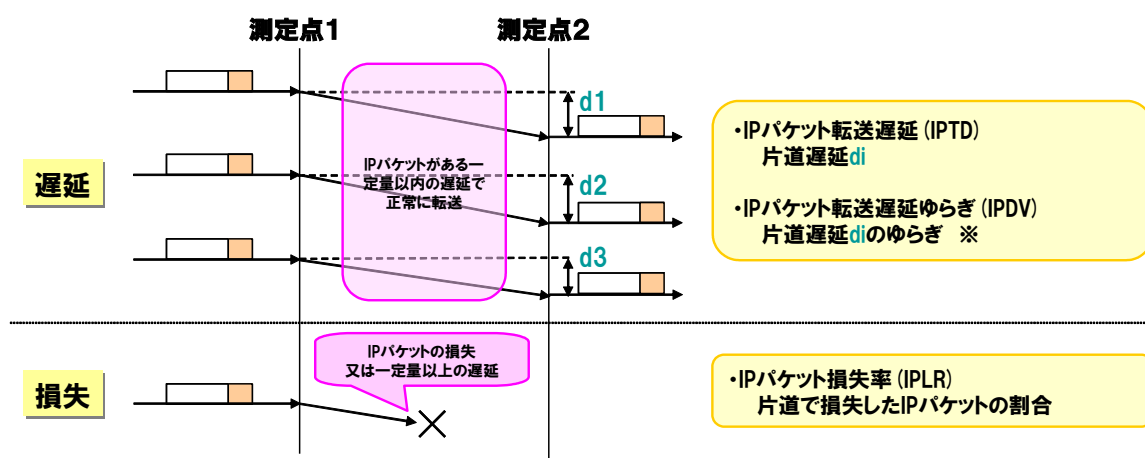 測定点1
測定点2
遅延
IPパケットがある一
定量以内の遅延で
正常に転送
d1
d2
d3
・IPパケット転送遅延(IPTD)
片道遅延di
・IPパケット転送遅延ゆらぎ(IPDV)
片道遅延diのゆらぎ ※
損失
IPパケットの損失
又は一定量以上の遅延
・IPパケット損失率(IPLR)
片道で損失したIPパケットの割合